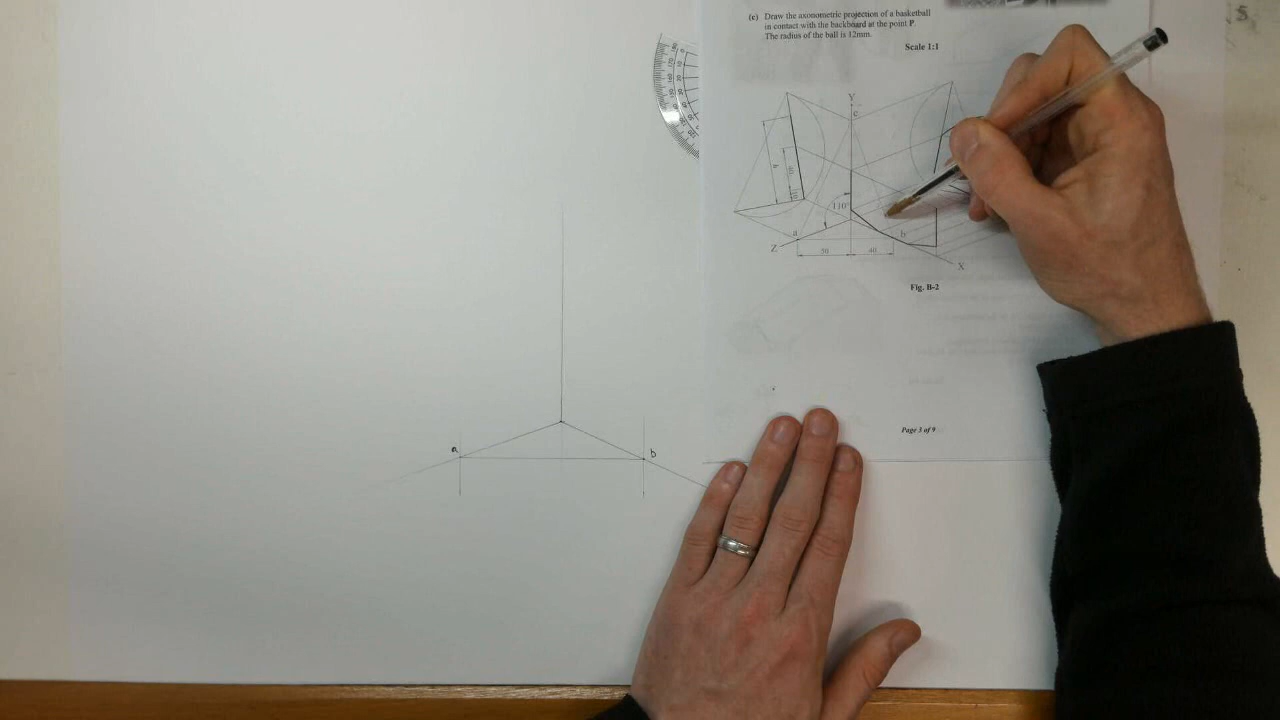 (c) Draw the axonometric projection of a basketball
in contact with the backboard at the point P.
The radius of the ball is 12mm.
Scale 1:1
Y
c
110°
a
b
Z
40
X
Fig. B-2
Page 3 of 9
a
b